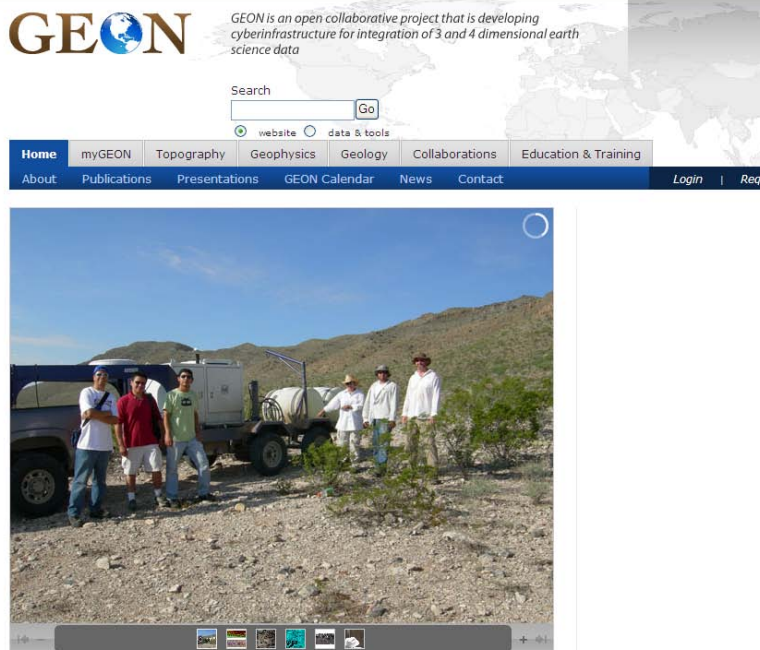 GEON
GEON is an open collaborative project that is developing
cyberinfrastructure for integration of 3 and 4 dimensional earth
science data
Search
Go
website data & tools
Home myGEON Topography Geophysics Geology Collaborations Education & Training
About Publications Presentations GEON Calendar News Contact Login | Req